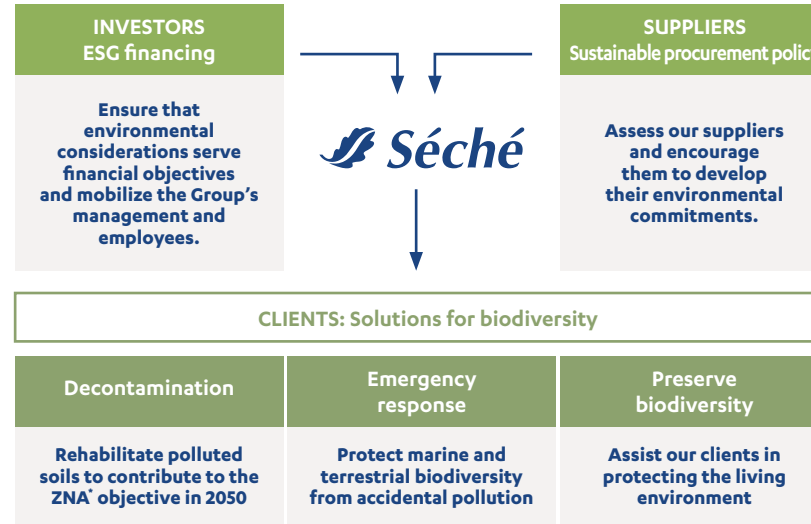 INVESTORS
ESG financing
Ensure that
environmental
considerations serve
financial objectives
and mobilize the Group's
management and
employees.
Séché
SUPPLIERS
Sustainable procurement polic
Assess our suppliers
and encourage
them to develop
their environmental
commitments.
CLIENTS: Solutions for biodiversity
Decontamination
Rehabilitate polluted
soils to contribute to the
ZNA* objective in 2050
Emergency
response
Protect marine and
terrestrial biodiversity
from accidental pollution
Preserve
biodiversity
Assist our clients in
protecting the living
environment